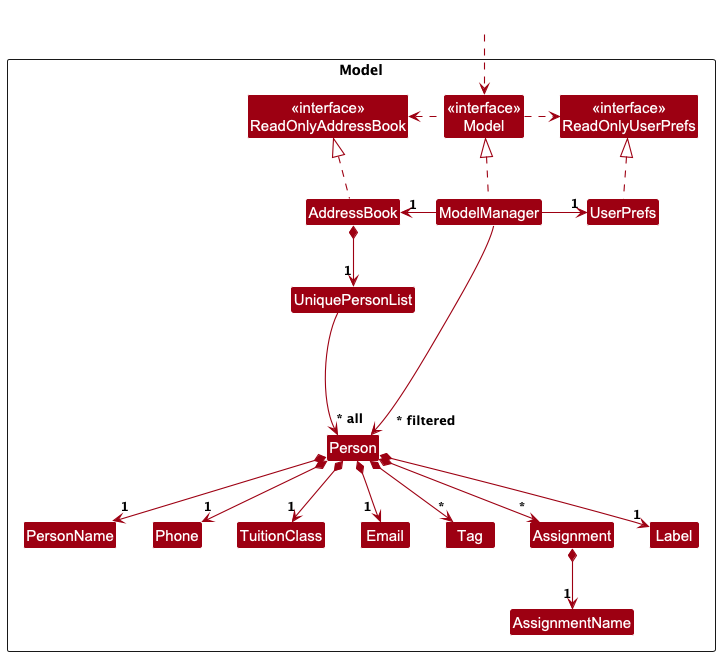 Model
«interface»
ReadOnlyAddressBook
«interface»
Model
«interface»
ReadOnlyUserPrefs
AddressBook
1
ModelManager
1
UserPrefs
1
UniquePersonList
* all
* filtered
Person
1
1
1
1
*
*
1
PersonName
Phone
TuitionClass
Email
Tag
Assignment
Label
1
AssignmentName